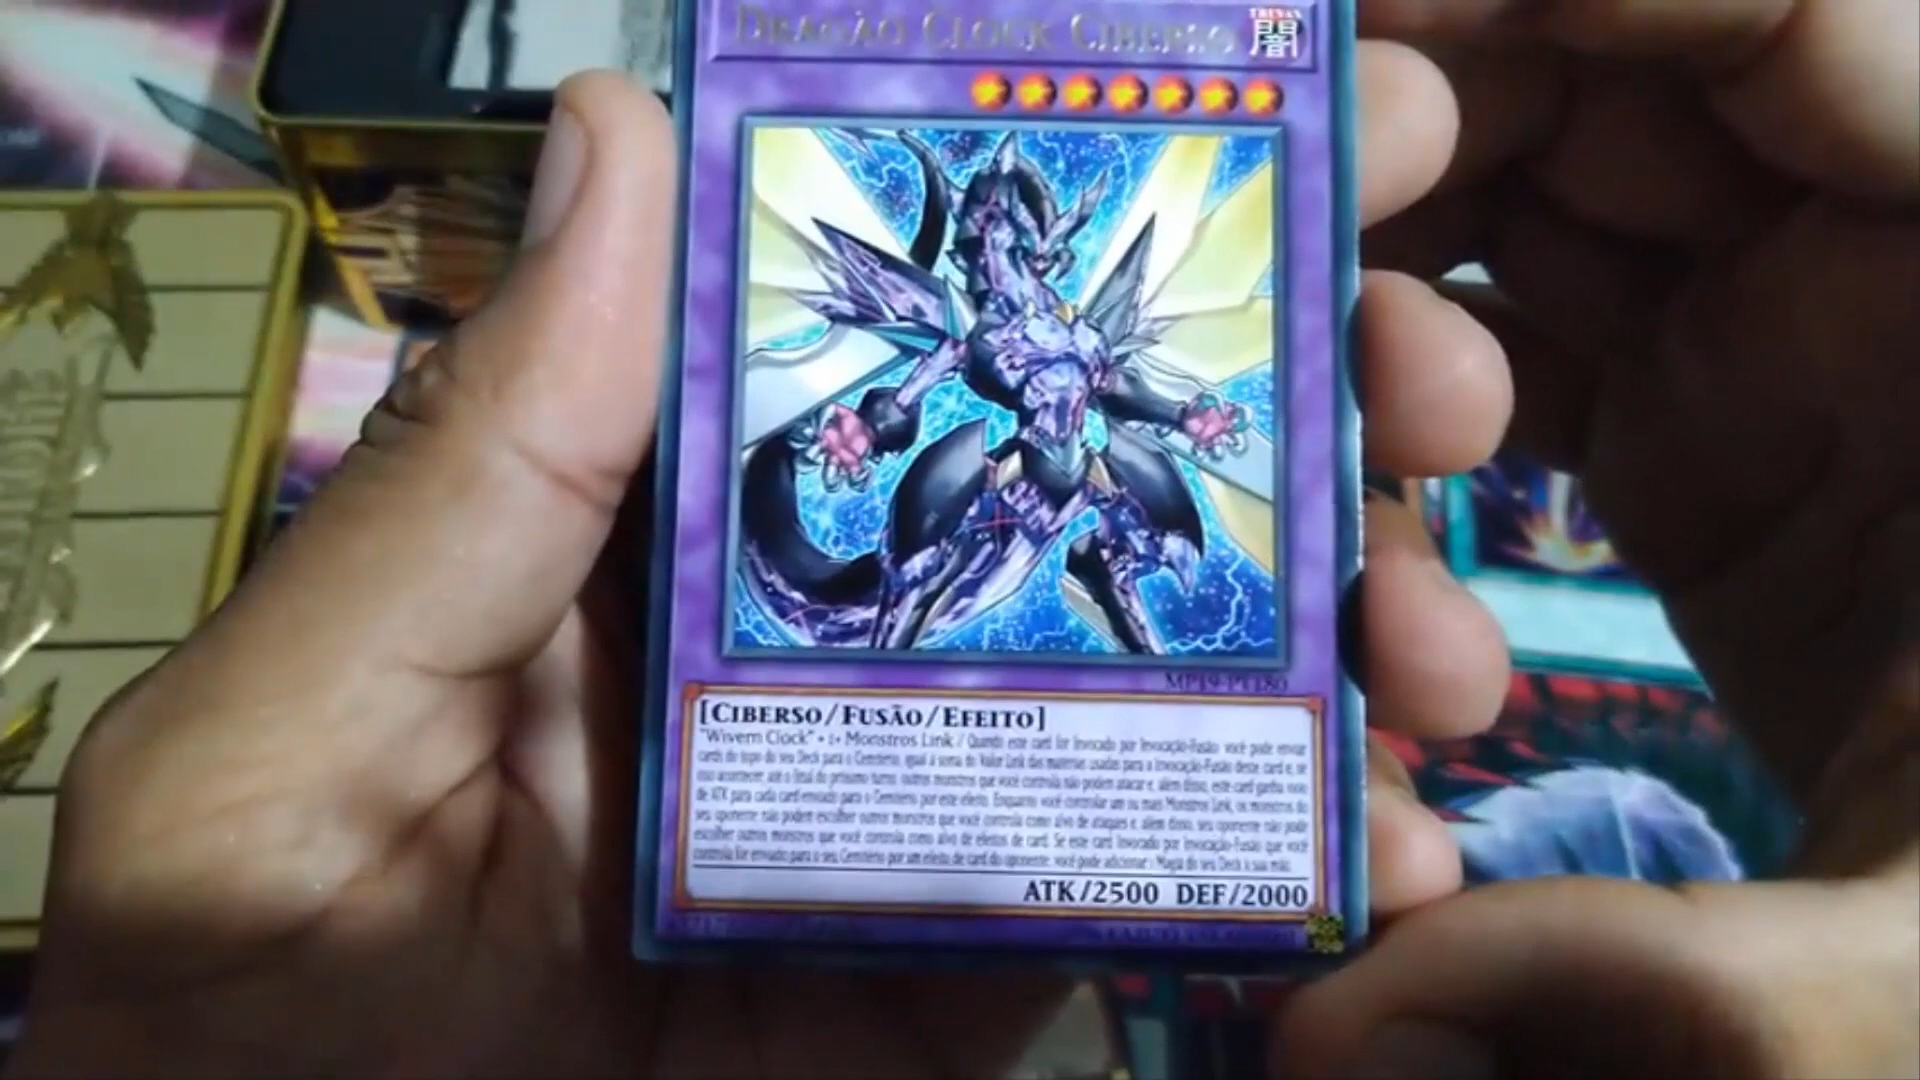 DRAGÃO CLOCK CIBERSO
TREVAS
闇
MP19-PT180
[CIBERSO/FUSÃO/EFEITO]
"Wivern Clock" + 1+ Monstros Link / Quando este card for Invocado por Invocação-Fusão: você pode enviar
cards do topo do seu Deck para o Cemitério, igual à soma do Valor Link das matérias usadas para a Invocação-Fusão deste card e, se
isso acontecer, até o final do próximo turno, outros monstros que você controla não podem atacar e, além disso, este card ganha 1000
de ATK para cada card enviado para o Cemitério por este efeito. Enquanto você controlar um ou mais Monstros Link, os monstros do
seu oponente não podem escolher outros monstros que você controla como alvo de ataques e, além disso, seu oponente não pode
escolher outros monstros que você controla como alvo de efeitos de card. Se este card Invocado por Invocação-Fusão que você
controla for enviado para o seu Cemitério por um efeito de card do oponente: você pode adicionar 1 Magia do seu Deck à sua mão.
ATK/2500 DEF/2000